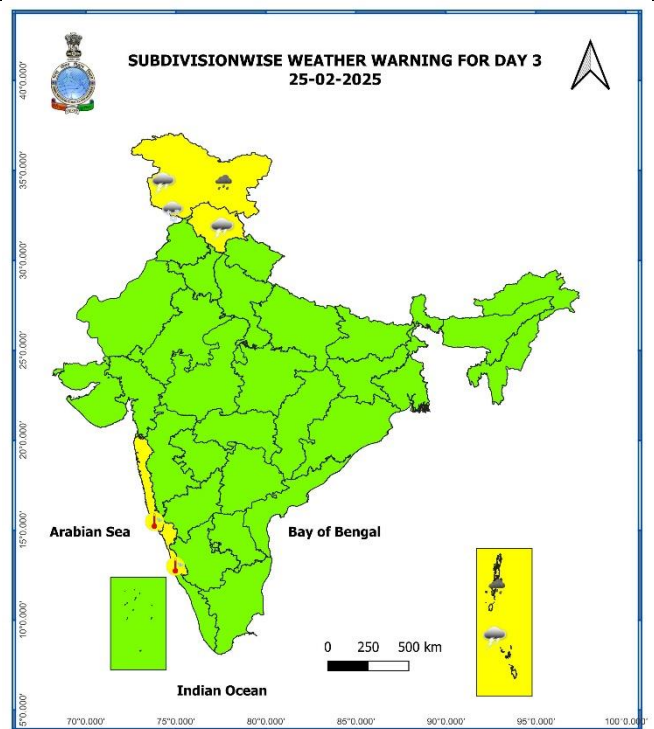 SUBDIVISIONWISE WEATHER WARNING FOR DAY 3
25-02-2025
40°0.000'
35°0.000'
30°0.000'
25°0.000'
20°0.000'
15°0.000'
10°0.000'
5°0.000'
Arabian Sea
Bay of Bengal
0 250 500 km
Indian Ocean
70°0.000' 75°0.000' 80°0.000' 85°0.000' 90°0.000' 95°0.000' 100°0.000'